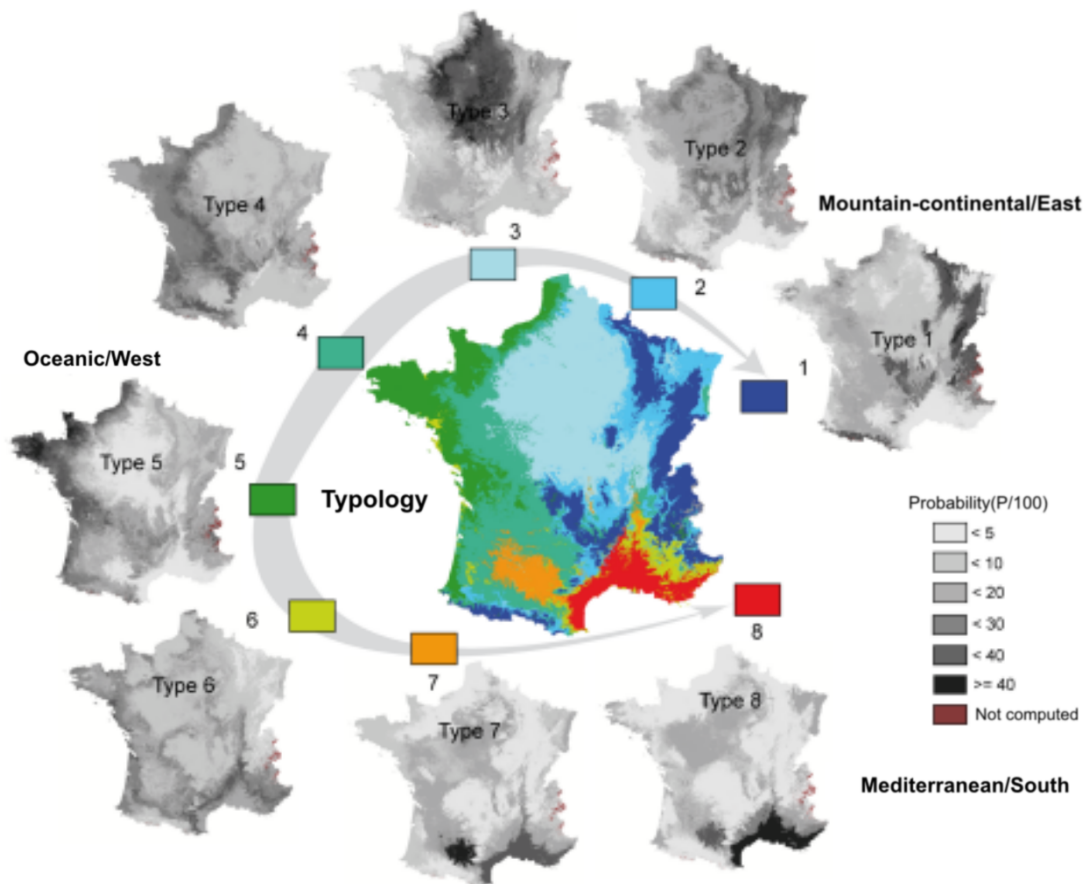 Type 3
Type 2
Type 4
Mountain-continental/East
3
2
Type 1
4
1
Oceanic/West
Type 5
5
Typology
Probability(P/100)
< 5
< 10
< 20
< 30
< 40
>= 40
Not computed
6
7
8
Type 6
Type 7
Type 8
Mediterranean/South